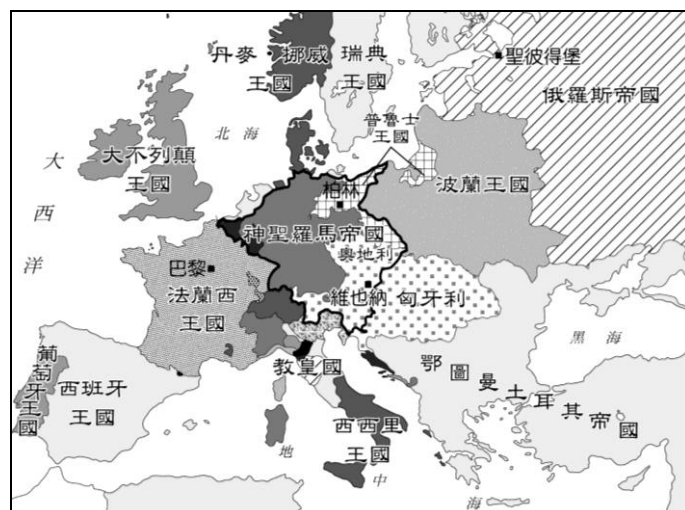 丹麥・挪威
王國
瑞典
王國
聖彼得堡
俄羅斯帝國
北海
普魯士
王國
大不列顛
王國
大西洋
波蘭王國
柏林
神聖羅馬帝國
奧地利
巴黎
法蘭西
王國
維也納
匈牙利
黑海
教皇國
葡萄牙王國
西班牙
王國
鄂圖曼土耳其帝國
西西里
王國
地中海